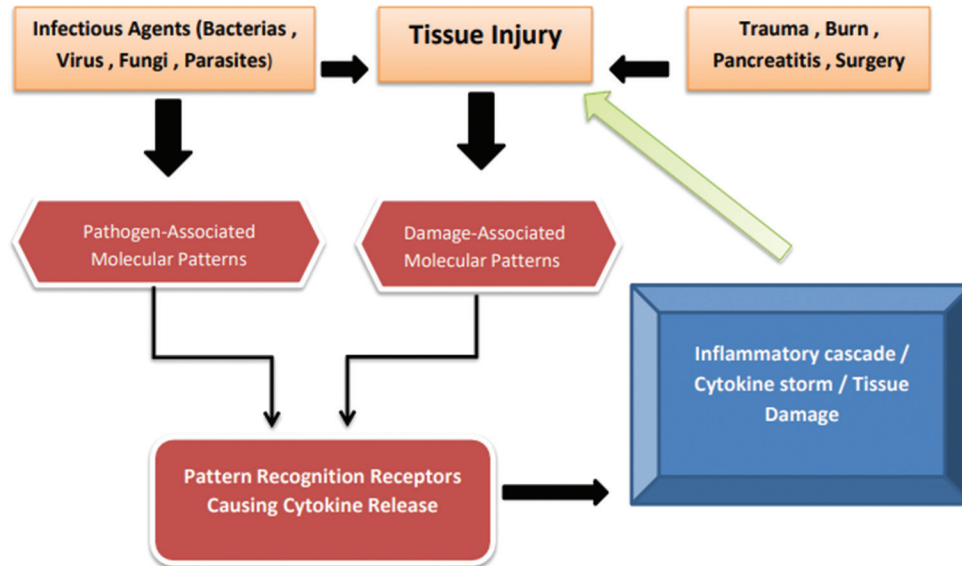 Infectious Agents (Bacterias ,
Virus , Fungi , Parasites)
Tissue Injury
Trauma , Burn ,
Pancreatitis , Surgery
Pathogen-Associated
Molecular Patterns
Damage-Associated
Molecular Patterns
Inflammatory cascade /
Cytokine storm / Tissue
Damage
Pattern Recognition Receptors
Causing Cytokine Release